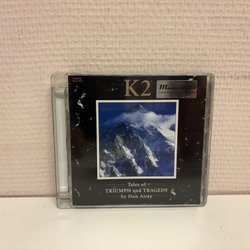 K2
Tales of
TRIUMPH and TRAGEDY
by Don Airey